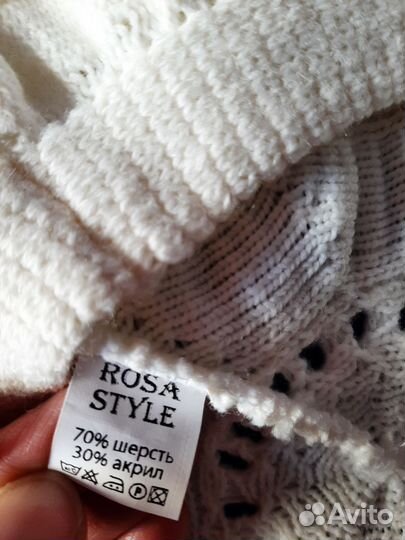 ROSA
STYLE
70% шерсть
30% акрил
Avito